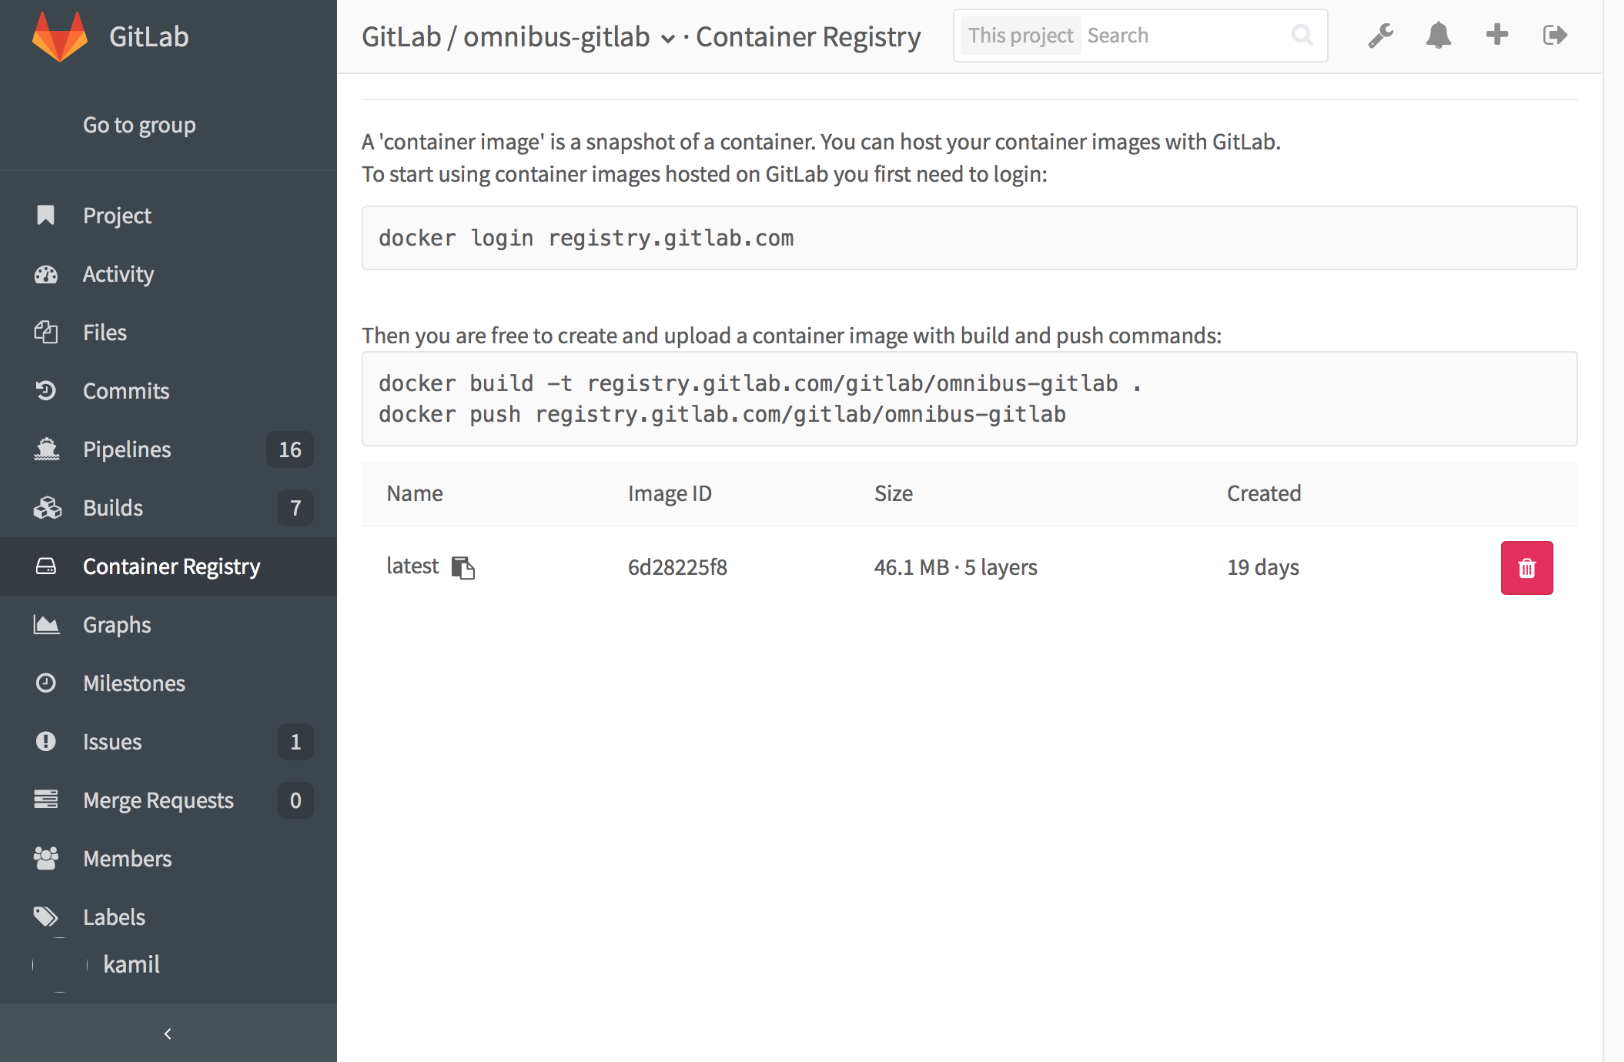 GitLab
Go to group
Project
Activity
Files
Commits
Pipelines 16
Builds 7
Container Registry
Graphs
Milestones
Issues 1
Merge Requests 0
Members
Labels
kamil
GitLab / omnibus-gitlab · Container Registry
This project Search
A 'container image' is a snapshot of a container. You can host your container images with GitLab.
To start using container images hosted on GitLab you first need to login:
docker login registry.gitlab.com
Then you are free to create and upload a container image with build and push commands:
docker build -t registry.gitlab.com/gitlab/omnibus-gitlab .
docker push registry.gitlab.com/gitlab/omnibus-gitlab
Name Image ID Size Created
latest 6d28225f8 46.1 MB · 5 layers 19 days